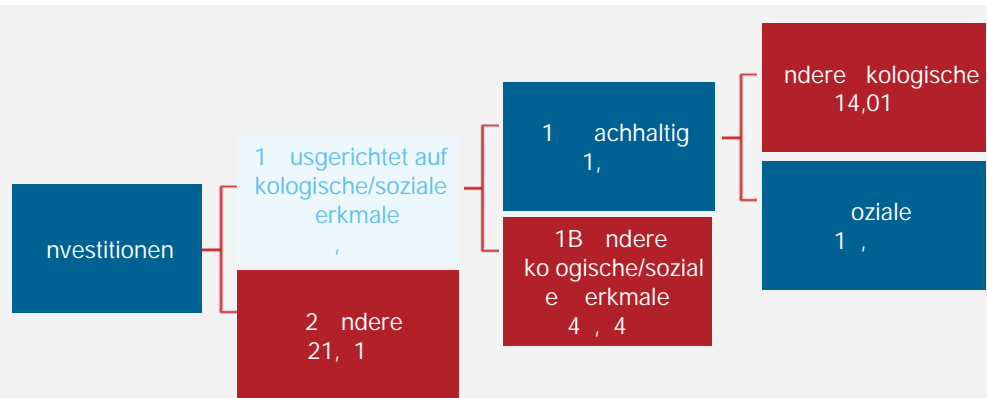 nvestitionen
1 usgerichtet auf
kologische/soziale
erkmale
,
2 ndere
21, 1
1 achhaltig
1,
1B ndere
ko ogische/sozial
e erkmale
4 , 4
ndere kologische
14,01
oziale
1 ,